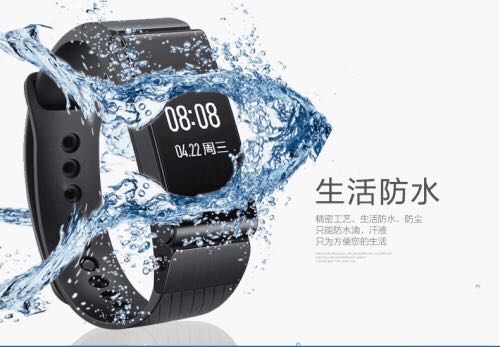 08:08
04.22 周三
生活防水
精密工艺，生活防水、防尘
只能防水滴，汗液
只为方便您的生活